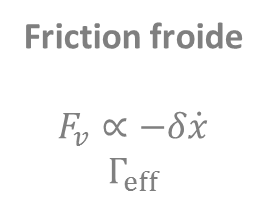 Friction froide
F_v ∝ −δẋ
Γ_eff